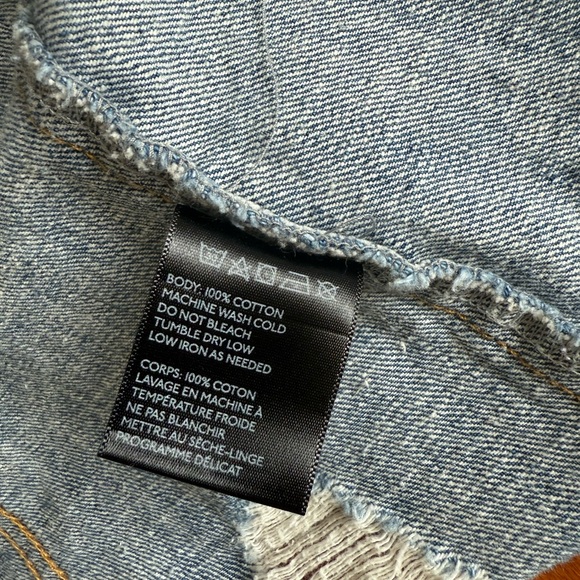 BODY: 100% COTTON
MACHINE WASH COLD
DO NOT BLEACH
TUMBLE DRY LOW
LOW IRON AS NEEDED
CORPS: 100% COTON
LAVAGE EN MACHINE À
TEMPÉRATURE FROIDE
NE PAS BLANCHIR
METTRE AU SÈCHE-LINGE
PROGRAMME DÉLICAT